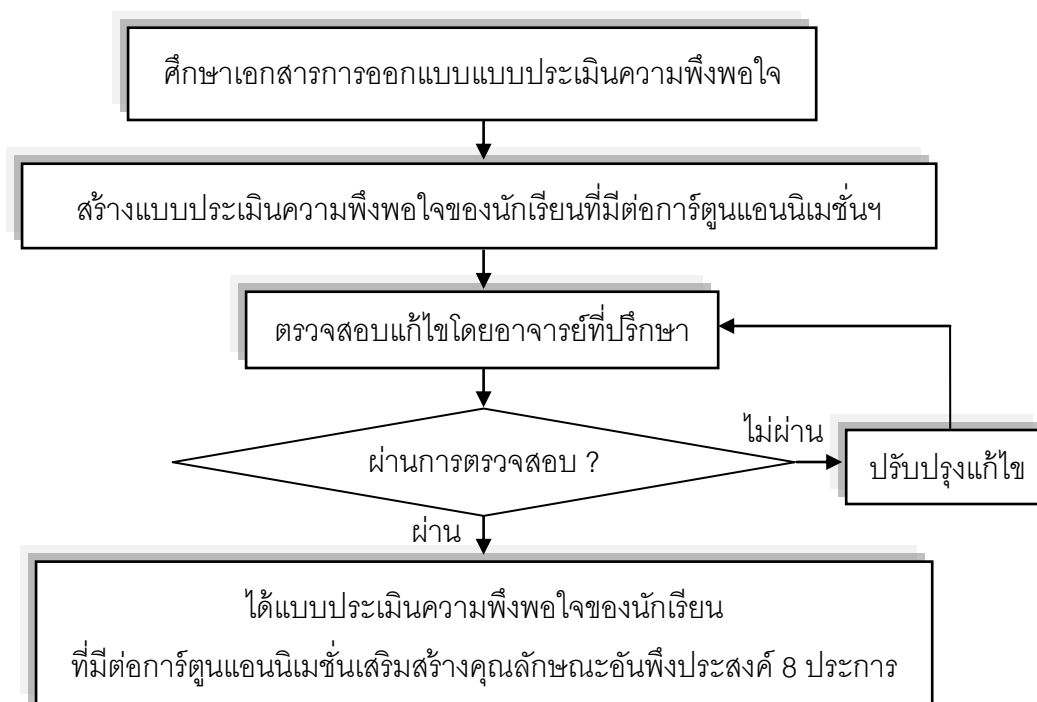 ศึกษาเอกสารการออกแบบแบบประเมินความพึงพอใจ
สร้างแบบประเมินความพึงพอใจของนักเรียนที่มีต่อการ์ตูนแอนนิเมชั่นฯ
ตรวจสอบแก้ไขโดยอาจารย์ที่ปรึกษา
ผ่านการตรวจสอบ ?
ไม่ผ่าน
ปรับปรุงแก้ไข
ผ่าน
ได้แบบประเมินความพึงพอใจของนักเรียน
ที่มีต่อการ์ตูนแอนนิเมชั่นเสริมสร้างคุณลักษณะอันพึงประสงค์ 8 ประการ